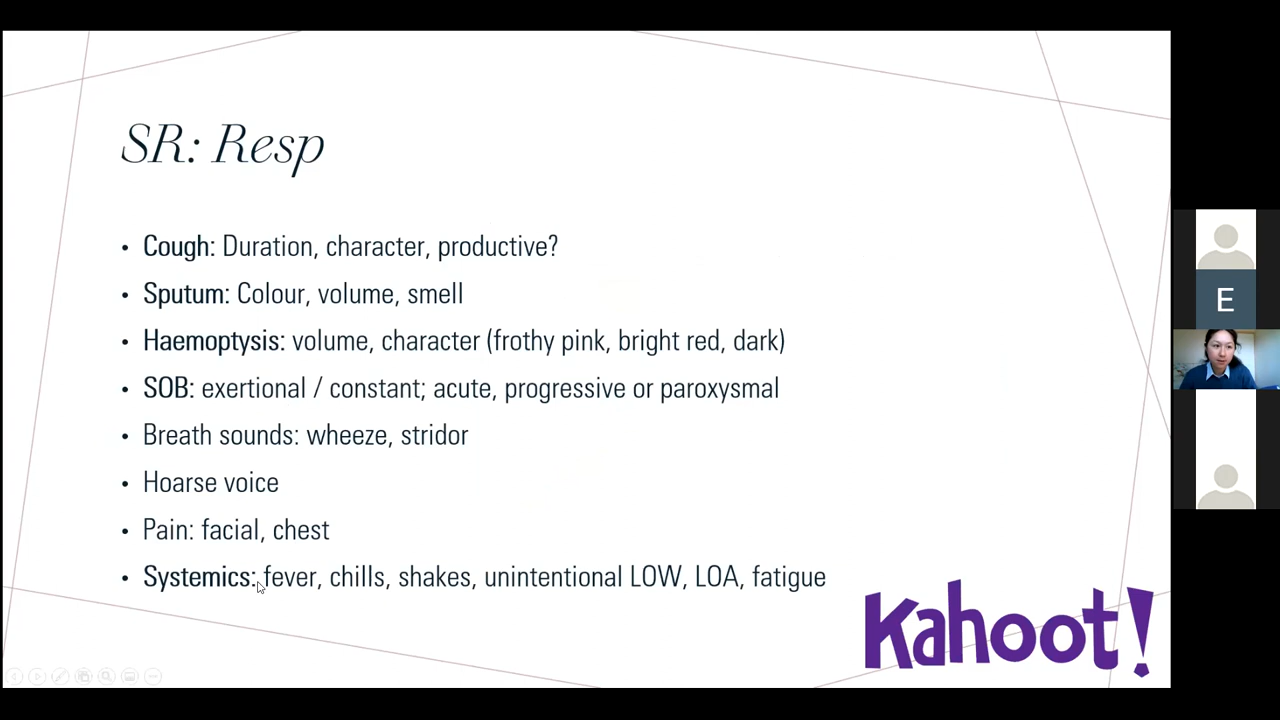 SR: Resp
• Cough: Duration, character, productive?
• Sputum: Colour, volume, smell
• Haemoptysis: volume, character (frothy pink, bright red, dark)
• SOB: exertional / constant; acute, progressive or paroxysmal
• Breath sounds: wheeze, stridor
• Hoarse voice
• Pain: facial, chest
• Systemics: fever, chills, shakes, unintentional LOW, LOA, fatigue
Kahoot!
E